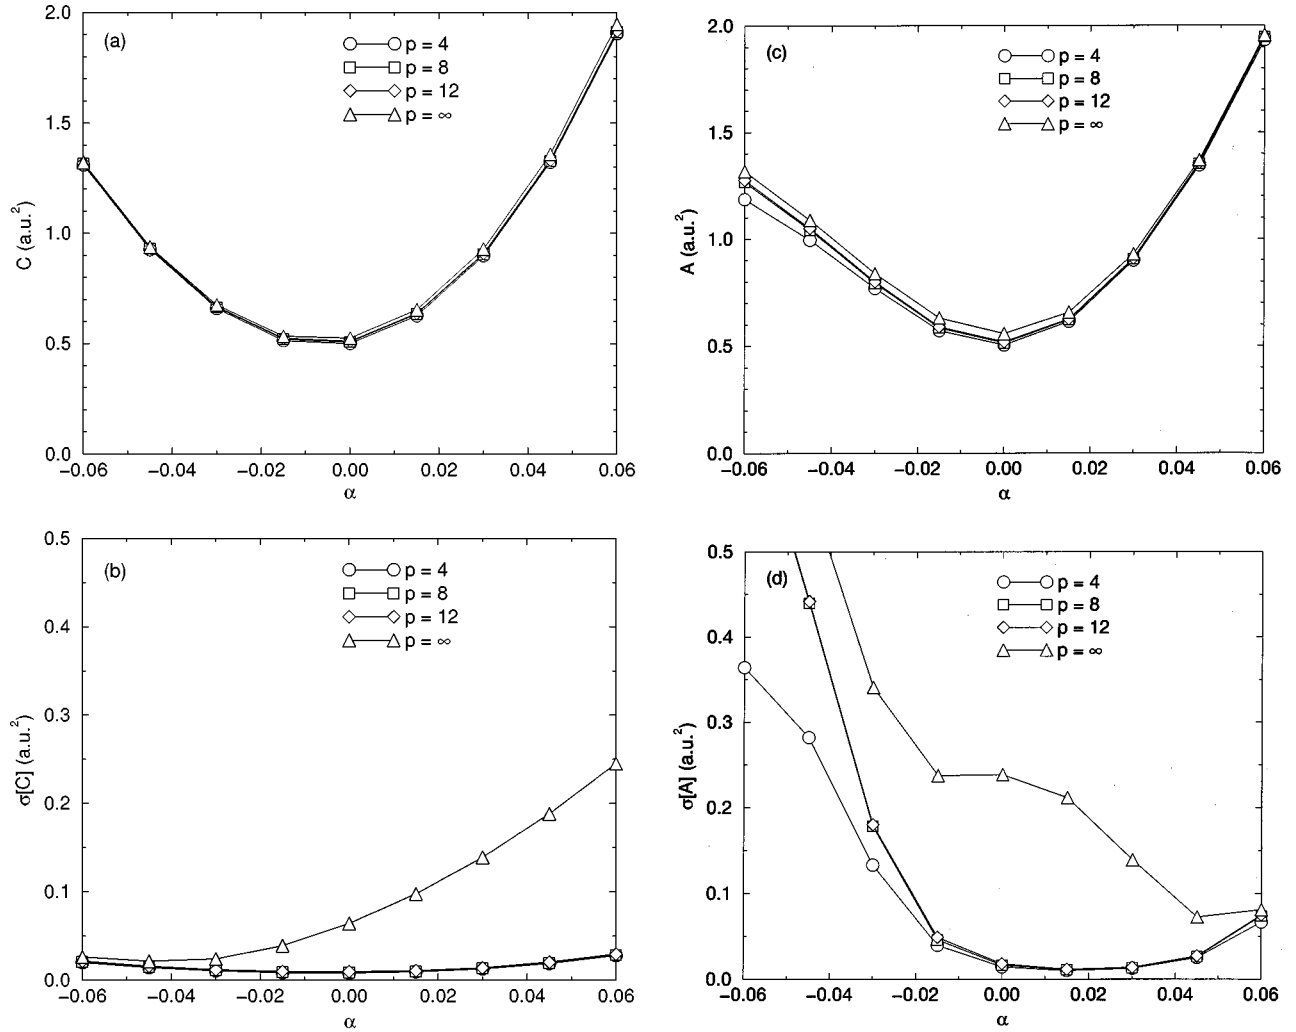 (a)
p = 4
p = 8
p = 12
p = ∞
2.0
1.5
1.0
0.5
0.0
C (a.u.²)
−0.06
−0.04
−0.02
0.00
0.02
0.04
0.06
α
(c)
p = 4
p = 8
p = 12
p = ∞
2.0
1.5
1.0
0.5
0.0
A (a.u.²)
−0.06
−0.04
−0.02
0.00
0.02
0.04
0.06
α
(b)
p = 4
p = 8
p = 12
p = ∞
0.5
0.4
0.3
0.2
0.1
0.0
σ[C] (a.u.²)
−0.06
−0.04
−0.02
0.00
0.02
0.04
0.06
α
(d)
p = 4
p = 8
p = 12
p = ∞
0.5
0.4
0.3
0.2
0.1
0.0
σ[A] (a.u.²)
−0.06
−0.04
−0.02
0.00
0.02
0.04
0.06
α